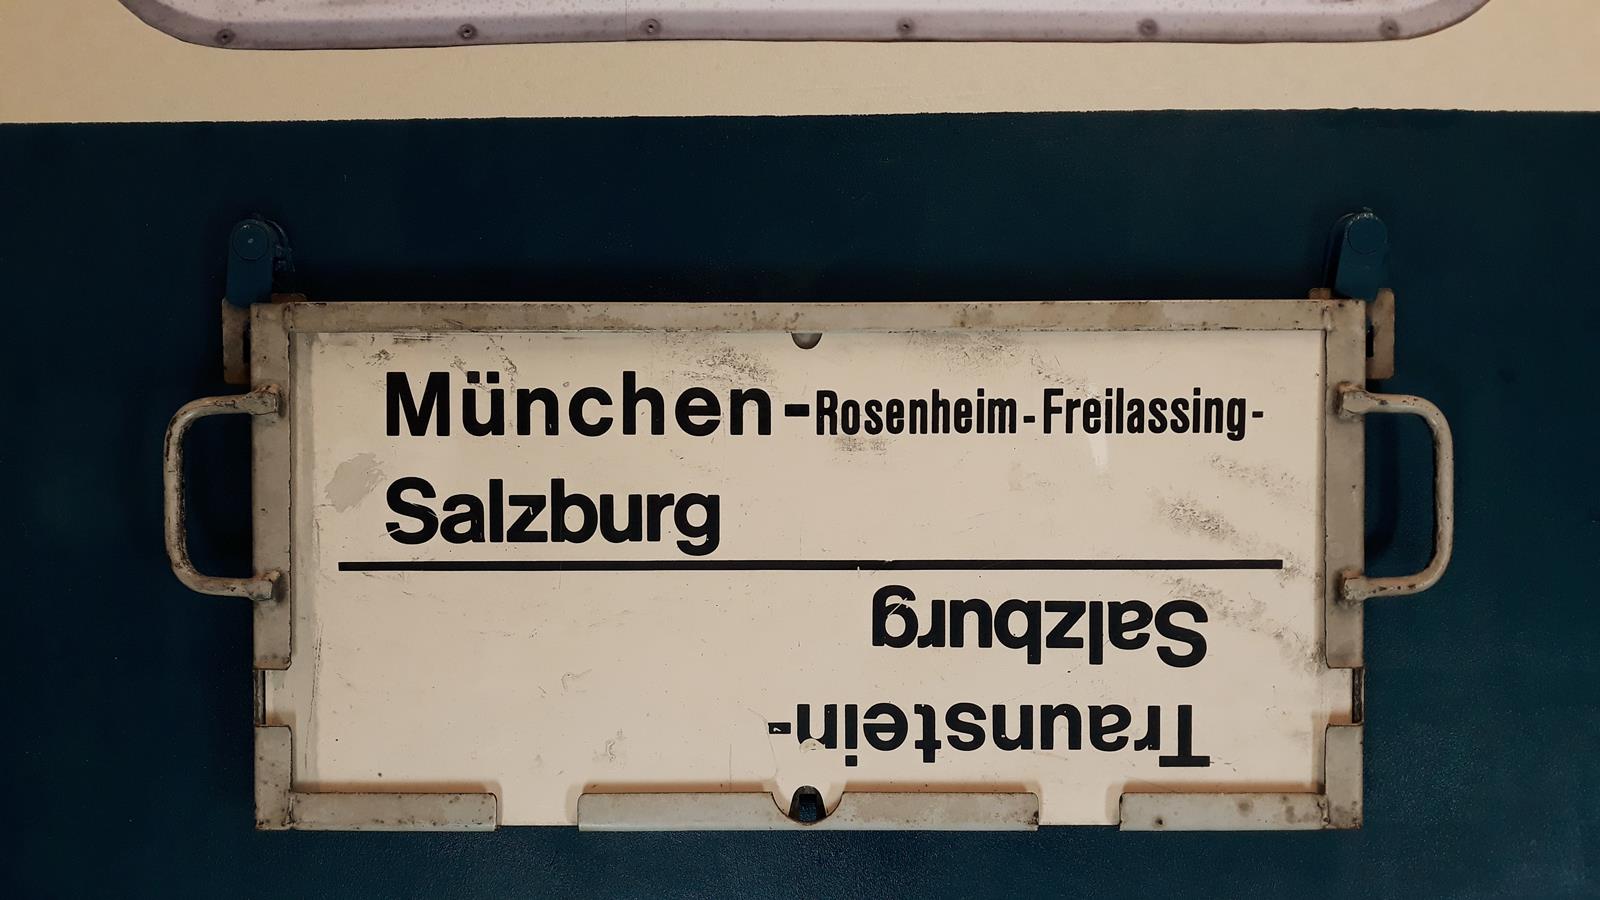 München-Rosenheim-Freilassing-
Salzburg
Traunstein-
Salzburg